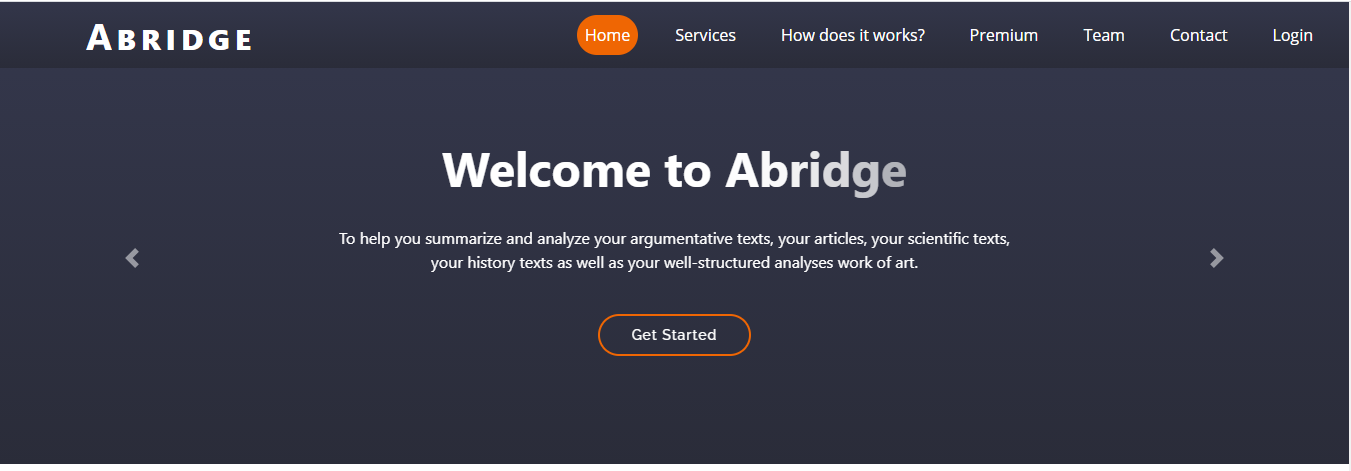 ABRIDGE
Home Services How does it works? Premium Team Contact Login
Welcome to Abridge
To help you summarize and analyze your argumentative texts, your articles, your scientific texts,
your history texts as well as your well-structured analyses work of art.
Get Started